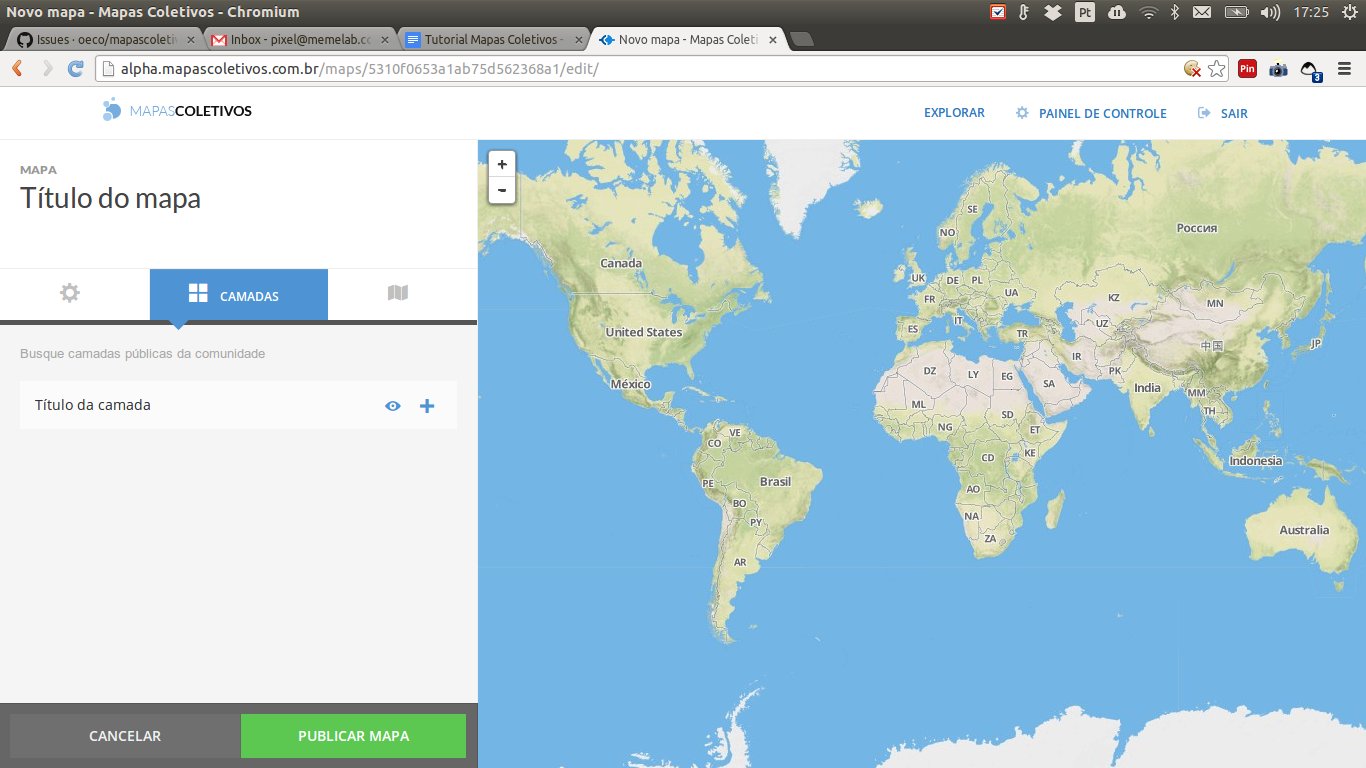 Novo mapa - Mapas Coletivos - Chromium
Pt
17:25
Issues · oeco/mapascoletiv
Inbox - pixel@memelab.cc
Tutorial Mapas Coletivos -
Novo mapa - Mapas Coleti
alpha.mapascoletivos.com.br/maps/5310f0653a1ab75d562368a1/edit/
Pin
3
MAPASCOLETIVOS
EXPLORAR
PAINEL DE CONTROLE
SAIR
MAPA
Título do mapa
CAMADAS
Busque camadas públicas da comunidade
Título da camada
CANCELAR
PUBLICAR MAPA
+
-
SE
NO
Россия
Canada
UK
DE
PL
FR
UA
KZ
MN
IT
ES
United States
TR
UZ
中国
JP
IR
PK
DZ
LY
EG
SA
México
India
MM
ML
SD
TH
NG
ET
VE
CO
CD
KE
Indonesia
PE
Brasil
AO
BO
NA
PY
ZA
Australia
AR